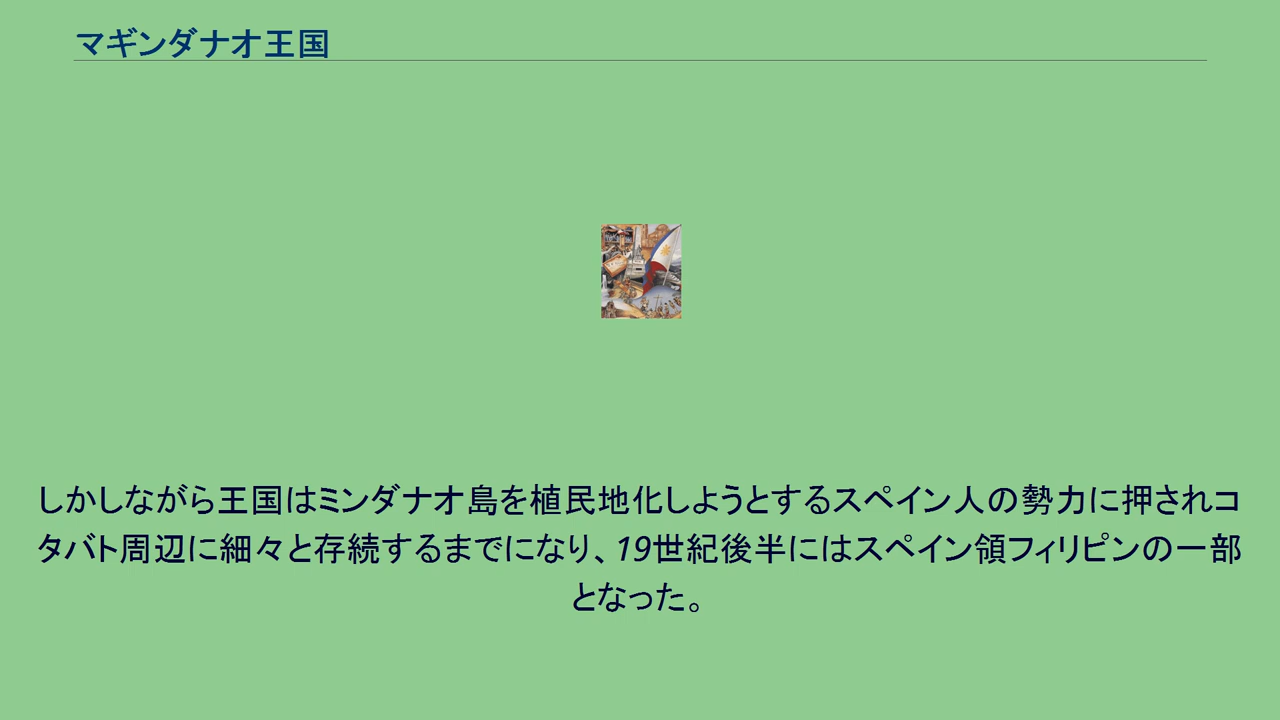 マギンダナオ王国
しかしながら王国はミンダナオ島を植民地化しようとするスペイン人の勢力に押されコ
タバト周辺に細々と存続するまでになり、19世紀後半にはスペイン領フィリピンの一部
となった。